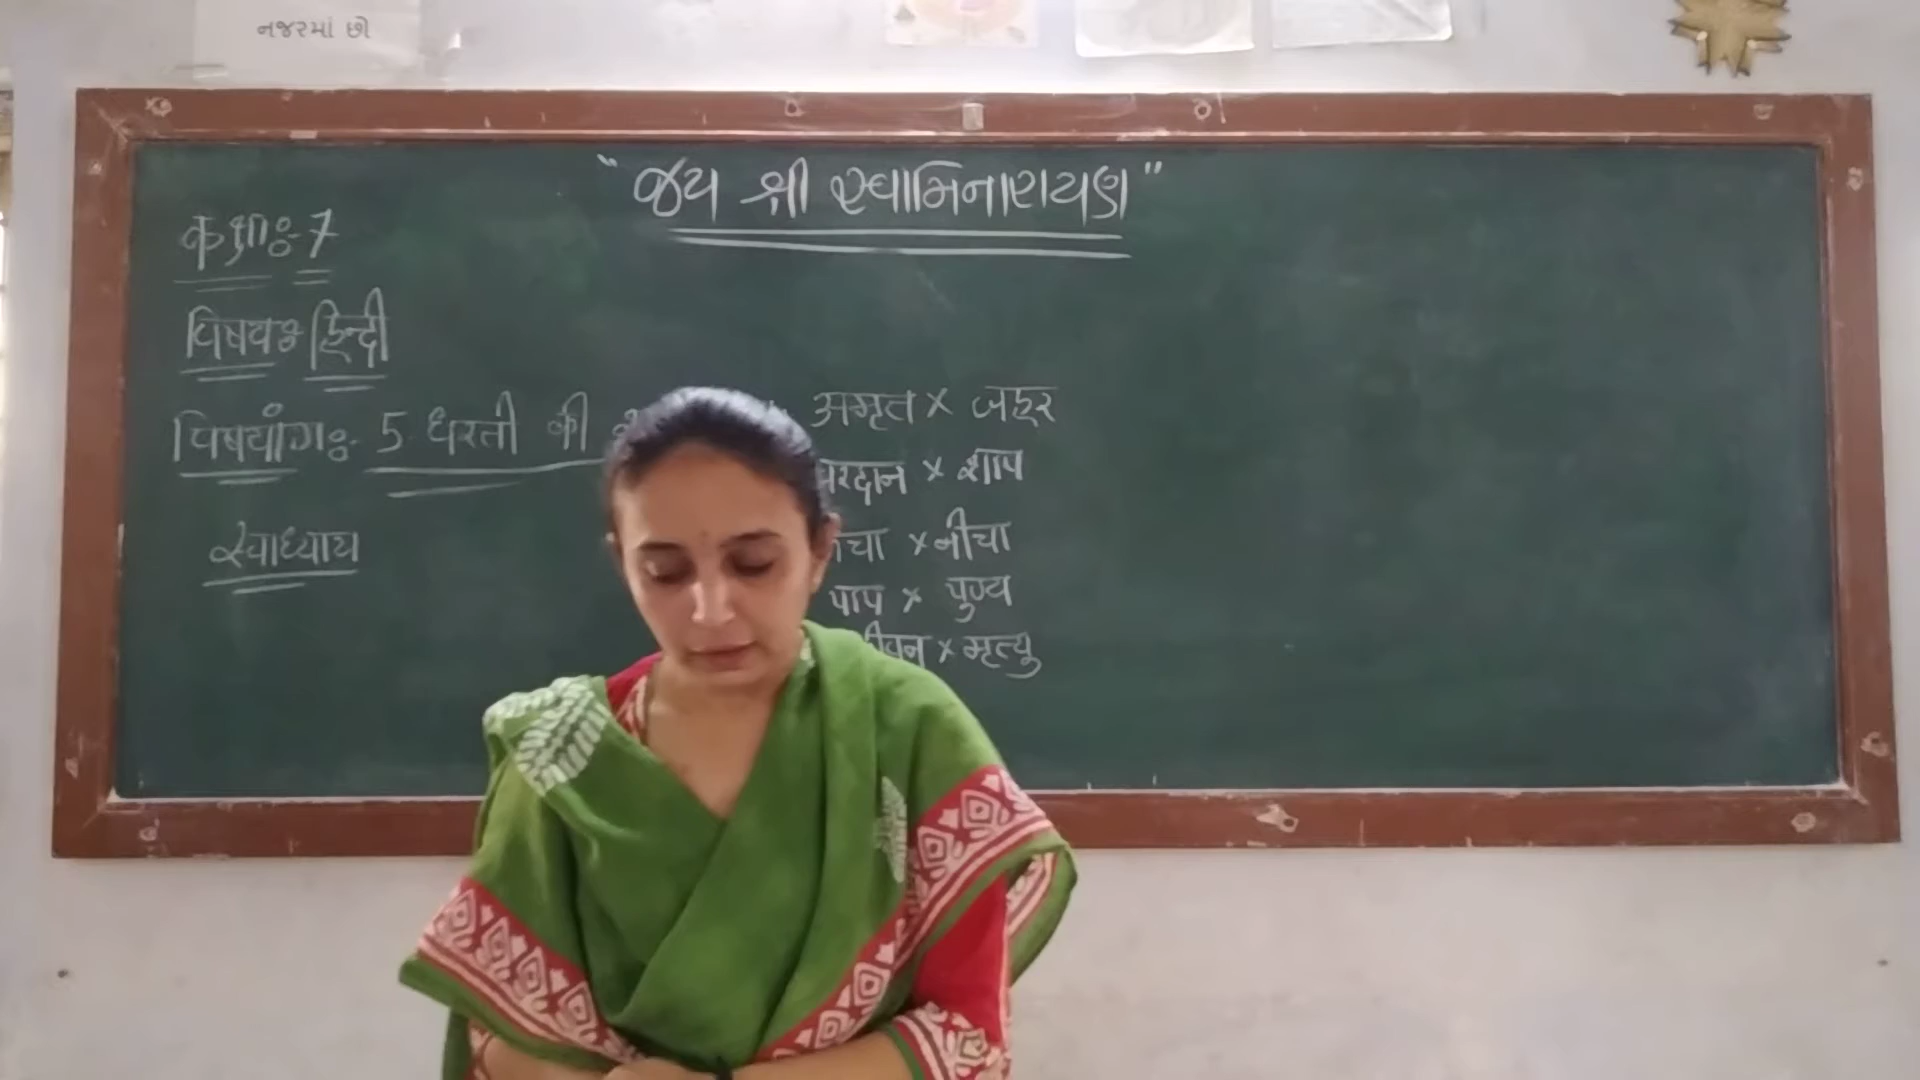 નજરમાં છો
"જય શ્રી સ્વામિનારાયણ"
कक्षाः- 7
विषयः हिन्दी
विषयांगः- 5 धरती की
अमृत × जहर
वरदान × शाप
× नीचा
स्वाध्याय
पाप × पुण्य
× मृत्यु